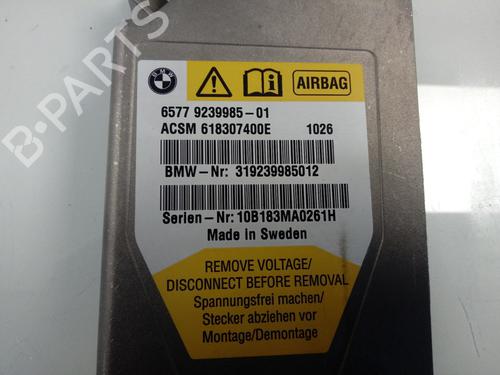 B-PARTS
BMW
AIRBAG
6577 9239985-01
ACSM 618307400E 1026
BMW-Nr: 319239985012
Serien-Nr: 10B183MA0261H
Made in Sweden
REMOVE VOLTAGE/
DISCONNECT BEFORE REMOVAL
Spannungsfrei machen/
Stecker abziehen vor
Montage/Demontage